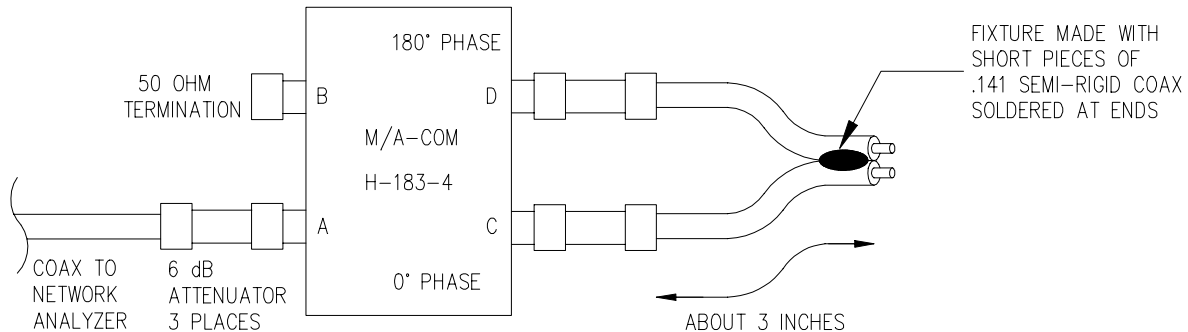 180° PHASE
FIXTURE MADE WITH
SHORT PIECES OF
.141 SEMI-RIGID COAX
SOLDERED AT ENDS
50 OHM
TERMINATION
B
D
M/A-COM
H-183-4
A
C
0° PHASE
COAX TO
NETWORK
ANALYZER
6 dB
ATTENUATOR
3 PLACES
ABOUT 3 INCHES